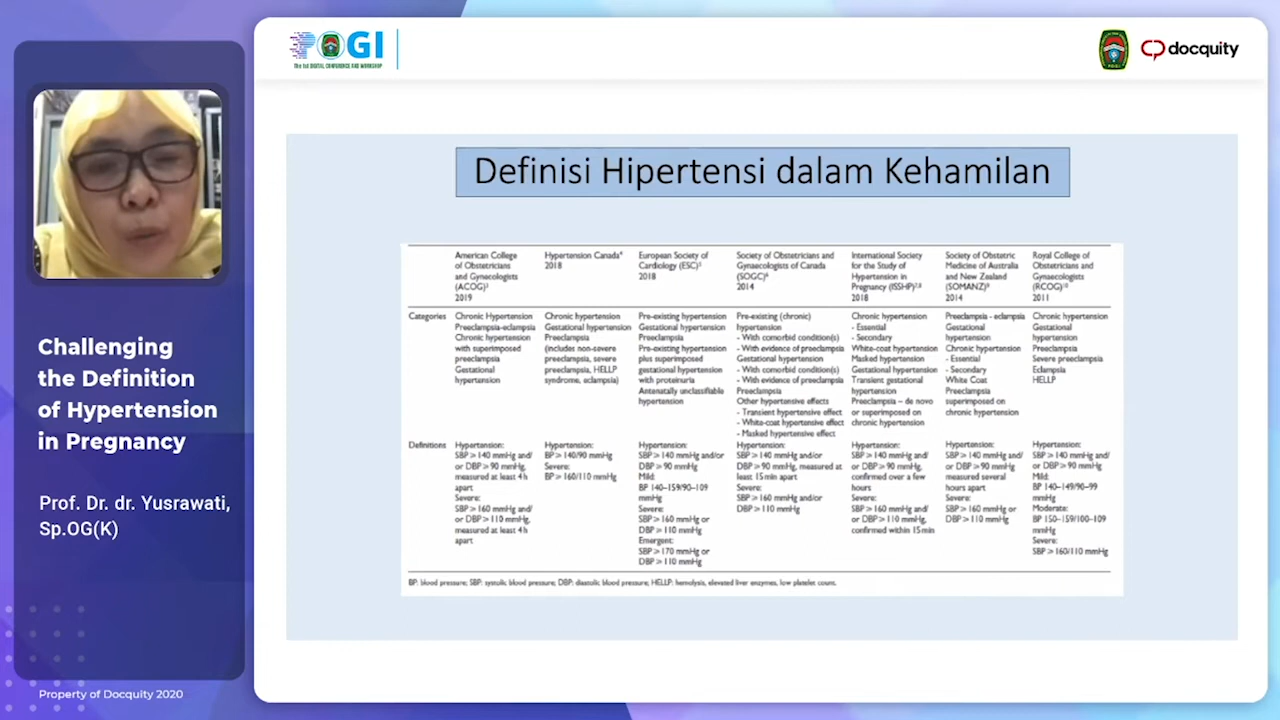 POGI
The 1st DIGITAL CONFERENCE AND WORKSHOP
docquity
Challenging
the Definition
of Hypertension
in Pregnancy
Prof. Dr. dr. Yusrawati,
Sp.OG(K)
Property of Docquity 2020
Definisi Hipertensi dalam Kehamilan
American College
of Obstetricians
and Gynecologists
(ACOG)
2019
Hypertension Canada
2018
European Society of
Cardiology (ESC)
2018
Society of Obstetricians and
Gynaecologists of Canada
(SOGC)
2014
International Society
for the Study of
Hypertension in
Pregnancy (ISSHP)
2018
Society of Obstetric
Medicine of Australia
and New Zealand
(SOMANZ)
2014
Royal College of
Obstetricians and
Gynaecologists
(RCOG)
2011
Categories
Chronic Hypertension
Preeclampsia-eclampsia
Chronic hypertension
with superimposed
preeclampsia
Gestational
hypertension
Chronic hypertension
Gestational hypertension
Preeclampsia
(includes non-severe
preeclampsia, severe
preeclampsia, HELLP
syndrome, eclampsia)
Pre-existing hypertension
Gestational hypertension
Preeclampsia
Pre-existing hypertension
plus superimposed
gestational hypertension
with proteinuria
Antenatally unclassifiable
hypertension
Pre-existing (chronic)
hypertension
- With comorbid condition(s)
- With evidence of preeclampsia
Gestational hypertension
- With comorbid condition(s)
- With evidence of preeclampsia
Preeclampsia
Other hypertensive effects
- Transient hypertensive effect
- White-coat hypertensive effect
- Masked hypertensive effect
Chronic hypertension
- Essential
- Secondary
White-coat hypertension
Masked hypertension
Gestational hypertension
Transient gestational
hypertension
Preeclampsia – de novo
or superimposed on
chronic hypertension
Preeclampsia - eclampsia
Gestational
hypertension
Chronic hypertension
- Essential
- Secondary
White Coat
Preeclampsia
superimposed on
chronic hypertension
Chronic hypertension
Gestational
hypertension
Preeclampsia
Severe preeclampsia
Eclampsia
HELLP
Definitions
Hypertension:
SBP ≥ 140 mmHg and/
or DBP ≥ 90 mmHg,
measured at least 4 h
apart
Severe:
SBP ≥ 160 mmHg and/
or DBP ≥ 110 mmHg,
measured at least 4 h
apart
Hypertension:
BP ≥ 140/90 mmHg
Severe:
BP ≥ 160/110 mmHg
Hypertension:
SBP ≥ 140 mmHg and/or
DBP ≥ 90 mmHg
Mild:
BP 140–159/90–109
mmHg
Severe:
SBP ≥ 160 mmHg or
DBP ≥ 110 mmHg
Emergent:
SBP ≥ 170 mmHg or
DBP ≥ 110 mmHg
Hypertension:
SBP ≥ 140 mmHg and/or
DBP ≥ 90 mmHg, measured at
least 15 min apart
Severe:
SBP ≥ 160 mmHg and/or
DBP ≥ 110 mmHg
Hypertension:
SBP ≥ 140 mmHg and/
or DBP ≥ 90 mmHg
confirmed over a few
hours
Severe:
SBP ≥ 160 mmHg and/
or DBP ≥ 110 mmHg,
confirmed within 15 min
Hypertension:
SBP ≥ 140 mmHg and/
or DBP ≥ 90 mmHg
measured several
hours apart
Severe:
SBP ≥ 160 mmHg or
DBP ≥ 110 mmHg
Hypertension:
SBP ≥ 140 mmHg and/
or DBP ≥ 90 mmHg
Mild:
BP 140–149/90–99
mmHg
Moderate:
BP 150–159/100–109
mmHg
Severe:
SBP ≥ 160/110 mmHg
BP: blood pressure; SBP: systolic blood pressure; DBP: diastolic blood pressure; HELLP: hemolysis, elevated liver enzymes, low platelet count.